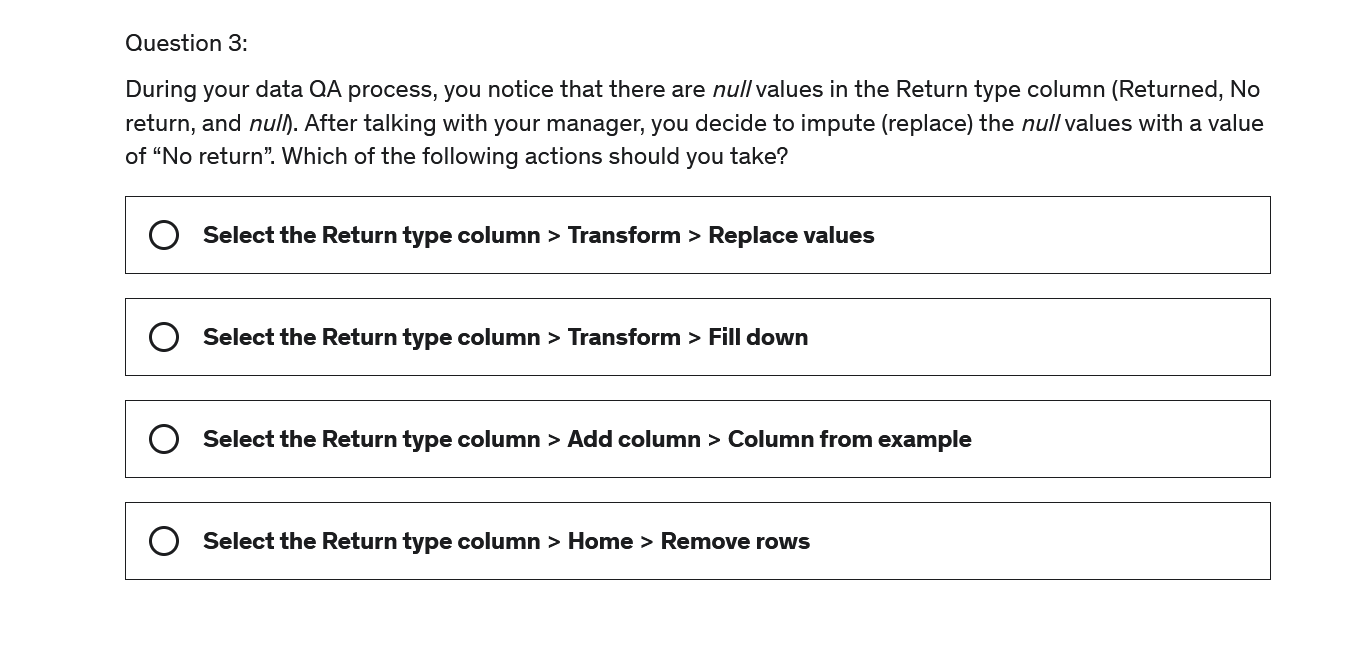 Question 3:
During your data QA process, you notice that there are null values in the Return type column (Returned, No
return, and null). After talking with your manager, you decide to impute (replace) the null values with a value
of “No return”. Which of the following actions should you take?
Select the Return type column > Transform > Replace values
Select the Return type column > Transform > Fill down
Select the Return type column > Add column > Column from example
Select the Return type column > Home > Remove rows